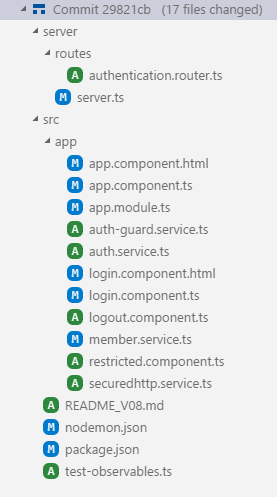 Commit 29821cb (17 files changed)
server
routes
A authentication.router.ts
M server.ts
src
app
M app.component.html
M app.component.ts
M app.module.ts
A auth-guard.service.ts
A auth.service.ts
M login.component.html
M login.component.ts
A logout.component.ts
M member.service.ts
A restricted.component.ts
A securedhttp.service.ts
A README_V08.md
M nodemon.json
M package.json
A test-observables.ts